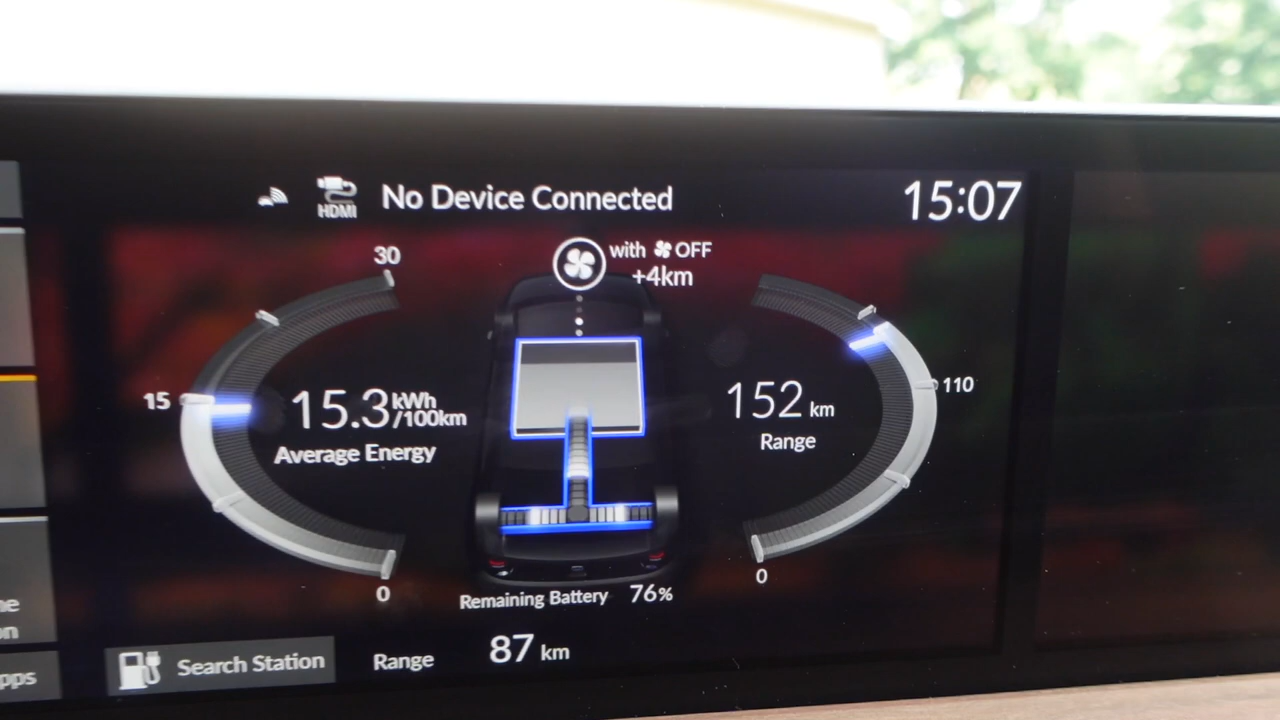 HDMI No Device Connected 15:07
30
with OFF
+4km
15
15.3 kWh/100km
Average Energy
152 km
Range
110
0
0
Remaining Battery 76%
Search Station
Range 87 km